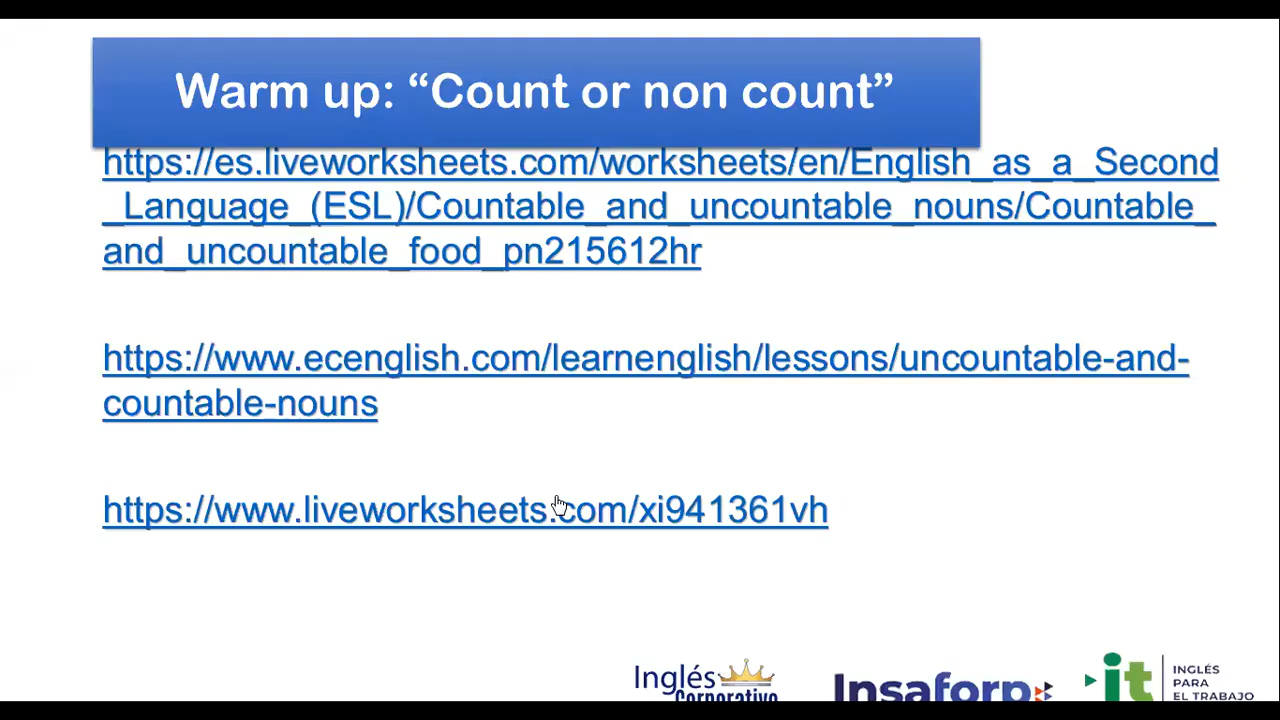 Warm up: “Count or non count”
https://es.liveworksheets.com/worksheets/en/English_as_a_Second
_Language_(ESL)/Countable_and_uncountable_nouns/Countable_
and_uncountable_food_pn215612hr
https://www.ecenglish.com/learnenglish/lessons/uncountable-and-
countable-nouns
https://www.liveworksheets.com/xi941361vh
Inglés
Corporativo
Insaforp
it
INGLÉS
PARA
EL TRABAJO